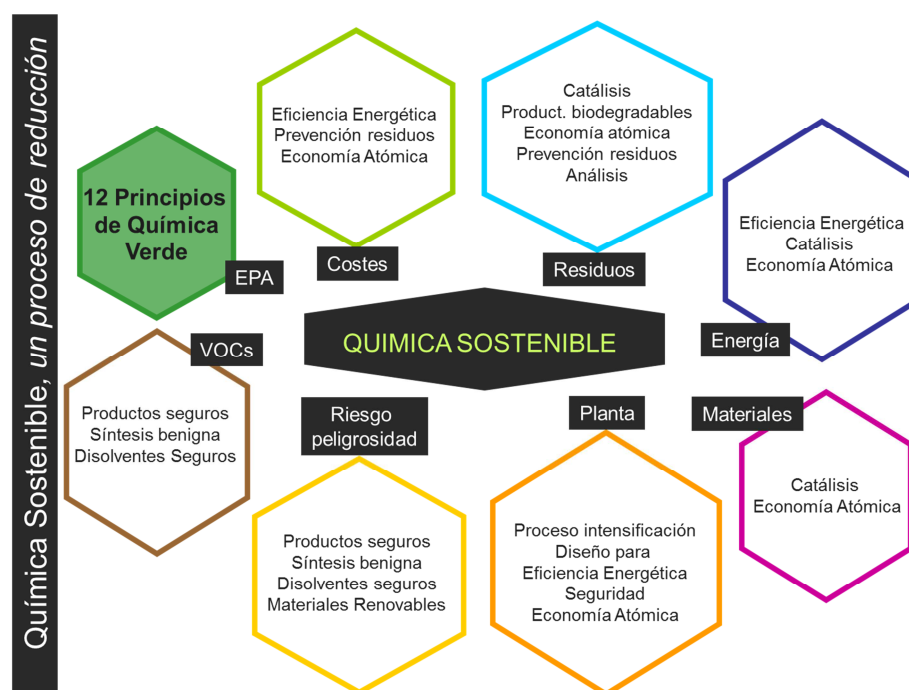 Química Sostenible, un proceso de reducción
12 Principios
de Química
Verde
EPA
Eficiencia Energética
Prevención residuos
Economía Atómica
Costes
Catálisis
Product. biodegradables
Economía atómica
Prevención residuos
Análisis
Residuos
Eficiencia Energética
Catálisis
Economía Atómica
Energía
QUIMICA SOSTENIBLE
VOCs
Productos seguros
Síntesis benigna
Disolventes Seguros
Riesgo
peligrosidad
Productos seguros
Síntesis benigna
Disolventes seguros
Materiales Renovables
Planta
Proceso intensificación
Diseño para
Eficiencia Energética
Seguridad
Economía Atómica
Materiales
Catálisis
Economía Atómica